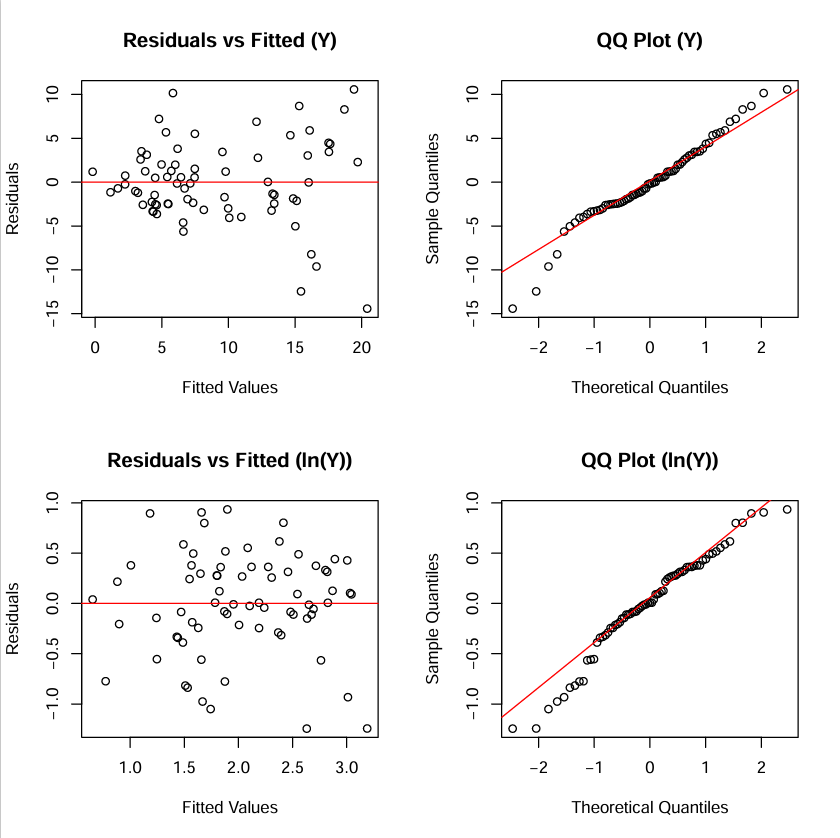 Residuals vs Fitted (Y)
Residuals
10
5
0
−5
−10
−15
0 5 10 15 20
Fitted Values
QQ Plot (Y)
Sample Quantiles
10
5
0
−5
−10
−15
−2 −1 0 1 2
Theoretical Quantiles
Residuals vs Fitted (ln(Y))
Residuals
1.0
0.5
0.0
−0.5
−1.0
1.0 1.5 2.0 2.5 3.0
Fitted Values
QQ Plot (ln(Y))
Sample Quantiles
1.0
0.5
0.0
−0.5
−1.0
−2 −1 0 1 2
Theoretical Quantiles